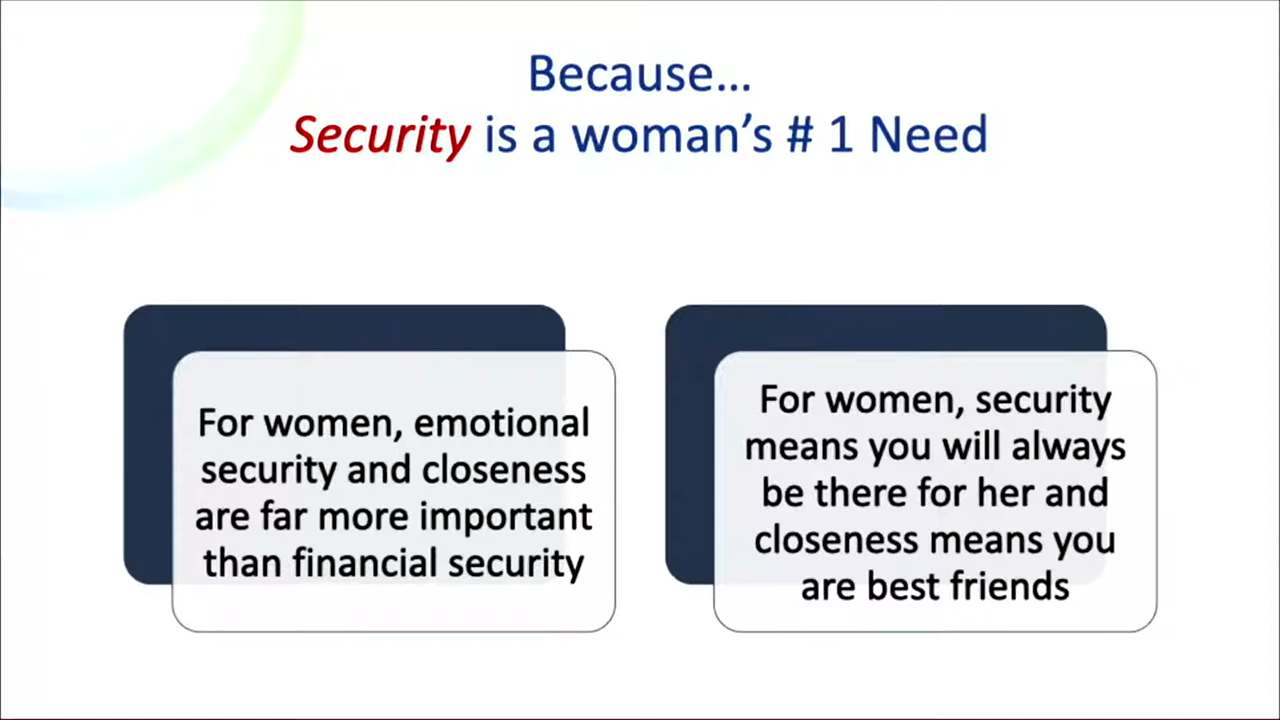 Because...
Security is a woman's # 1 Need
For women, emotional
security and closeness
are far more important
than financial security
For women, security
means you will always
be there for her and
closeness means you
are best friends